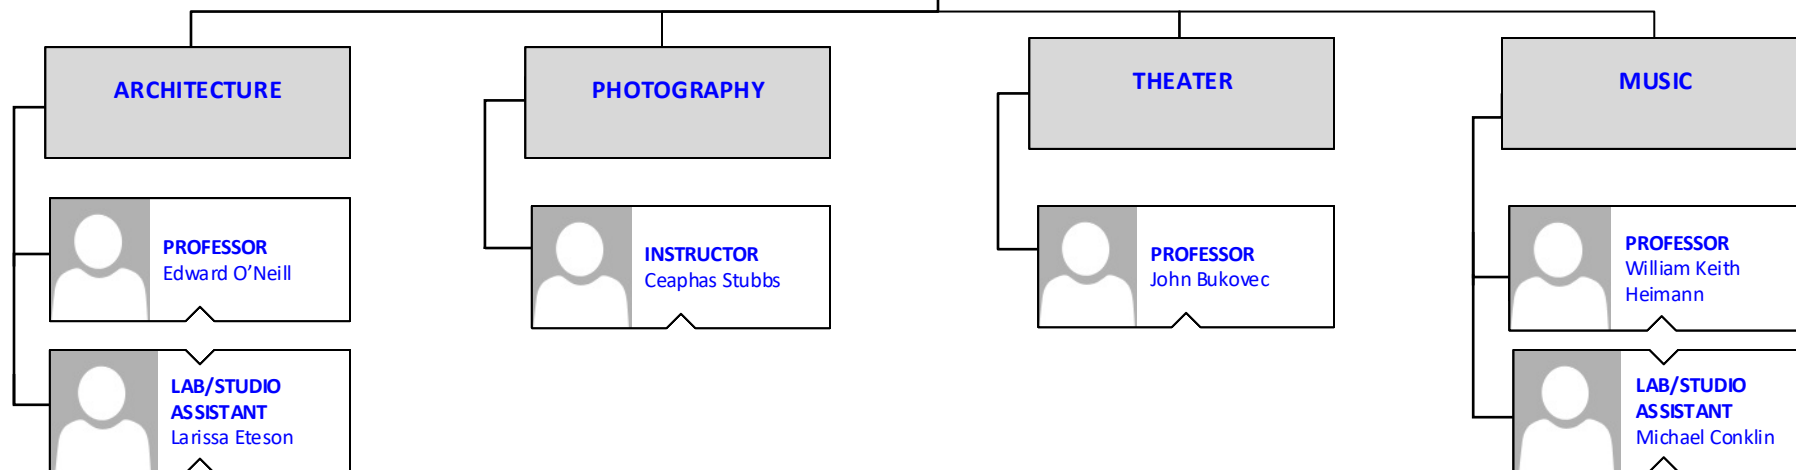 ARCHITECTURE
PHOTOGRAPHY
THEATER
MUSIC
PROFESSOR
Edward O’Neill
INSTRUCTOR
Ceaphas Stubbs
PROFESSOR
John Bukovec
PROFESSOR
William Keith
Heimann
LAB/STUDIO
ASSISTANT
Larissa Eteson
LAB/STUDIO
ASSISTANT
Michael Conklin